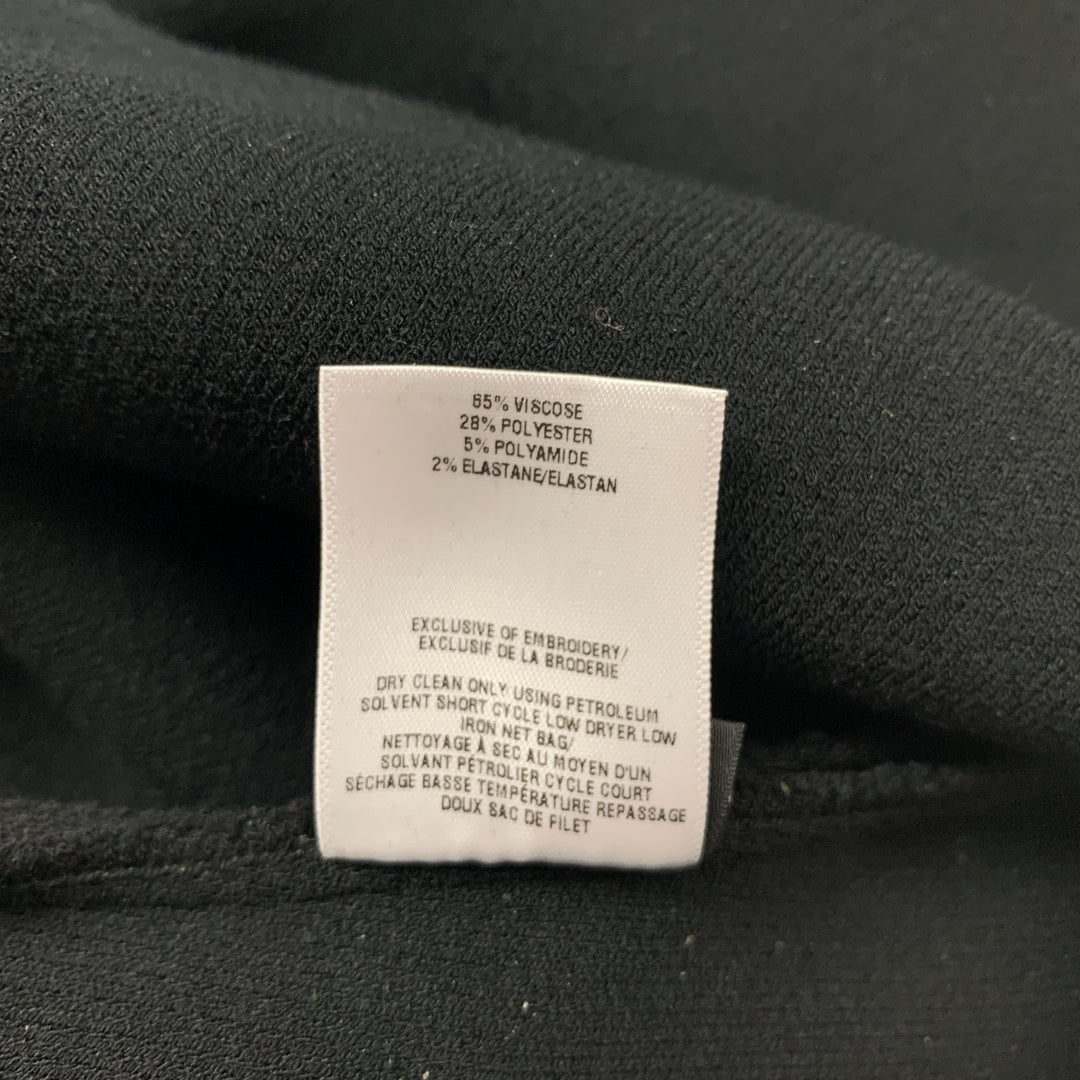 65% VISCOSE
28% POLYESTER
5% POLYAMIDE
2% ELASTANE/ELASTAN
EXCLUSIVE OF EMBROIDERY/
EXCLUSIF DE LA BRODERIE
DRY CLEAN ONLY USING PETROLEUM
SOLVENT SHORT CYCLE LOW DRYER LOW
IRON NET BAG/
NETTOYAGE À SEC AU MOYEN D'UN
SOLVANT PÉTROLIER CYCLE COURT
SÉCHAGE BASSE TEMPÉRATURE REPASSAGE
DOUX SAC DE FILET